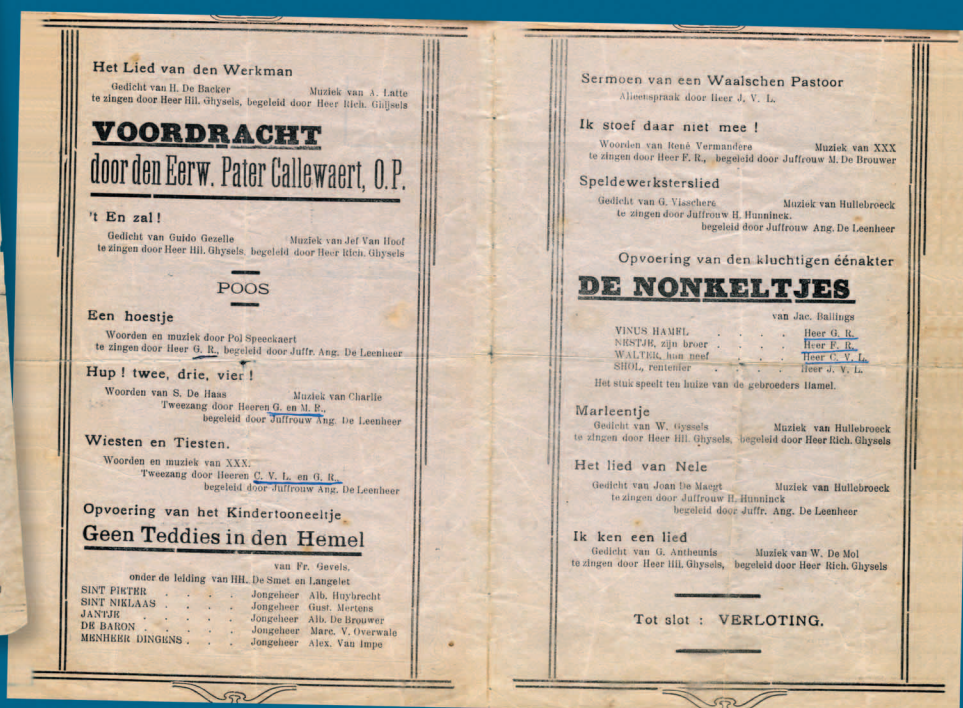 Het Lied van den Werkman
Gedicht van H. De Backer Muziek van A. Latte
te zingen door Heer Hil. Ghysels, begeleid door Heer Rich. Ghijsels
VOORDRACHT
door den Eerw. Pater Callewaert, O.P.
't En zal !
Gedicht van Guido Gezelle Muziek van Jef Van Hoof
te zingen door Heer Hil. Ghysels, begeleid door Heer Rich. Ghysels
POOS
Een hoestje
Woorden en muziek door Pol Speeckaert
te zingen door Heer G. R., begeleid door Juffr. Ang. De Leenheer
Hup ! twee, drie, vier !
Woorden van S. De Haas Muziek van Charlie
Tweezang door Heeren G. en M. R.,
begeleid door Juffrouw Ang. De Leenheer
Wiesten en Tiesten.
Woorden en muziek van XXX.
Tweezang door Heeren C. V. L. en G. R.,
begeleid door Juffrouw Ang. De Leenheer
Opvoering van het Kindertooneeltje
Geen Teddies in den Hemel
van Fr. Gevels.
onder de leiding van HH. De Smet en Langelet
SINT PIETER . . . . Jongeheer Alb. Huybrecht
SINT NIKLAAS . . . . Jongeheer Gust. Mertens
JANTJE . . . . Jongeheer Alb. De Brouwer
DE BARON . . . . Jongeheer Marc. V. Overwale
MENHEER DINGENS . . . Jongeheer Alex. Van Impe
Sermoen van een Waalschen Pastoor
Alleenspraak door Heer J. V. L.
Ik stoef daar niet mee !
Woorden van René Vermandere Muziek van XXX
te zingen door Heer F. R., begeleid door Juffrouw M. De Brouwer
Speldewerksterslied
Gedicht van G. Visschers Muziek van Hullebroeck
te zingen door Juffrouw H. Hunninck.
begeleid door Juffrouw Ang. De Leenheer
Opvoering van den kluchtigen éénakter
DE NONKELTJES
van Jac. Ballings
VINUS HAMEL . . . . Heer G. R.
NESTJE, zijn broer . . . . Heer F. R.
WALTER, hun neef . . . Heer C. V. L.
SHOL, rentenier . . . . Heer J. V. L.
Het stuk speelt ten huize van de gebroeders Hamel.
Marleentje
Gedicht van W. Gyssels Muziek van Hullebroeck
te zingen door Heer Hil. Ghysels, begeleid door Heer Rich. Ghysels
Het lied van Nele
Gedicht van Joan De Maegt Muziek van Hullebroeck
te zingen door Juffrouw H. Hunninck
begeleid door Juffr. Ang. De Leenheer
Ik ken een lied
Gedicht van G. Antheunis Muziek van W. De Mol
te zingen door Heer Hil. Ghysels, begeleid door Heer Rich. Ghysels
Tot slot : VERLOTING.